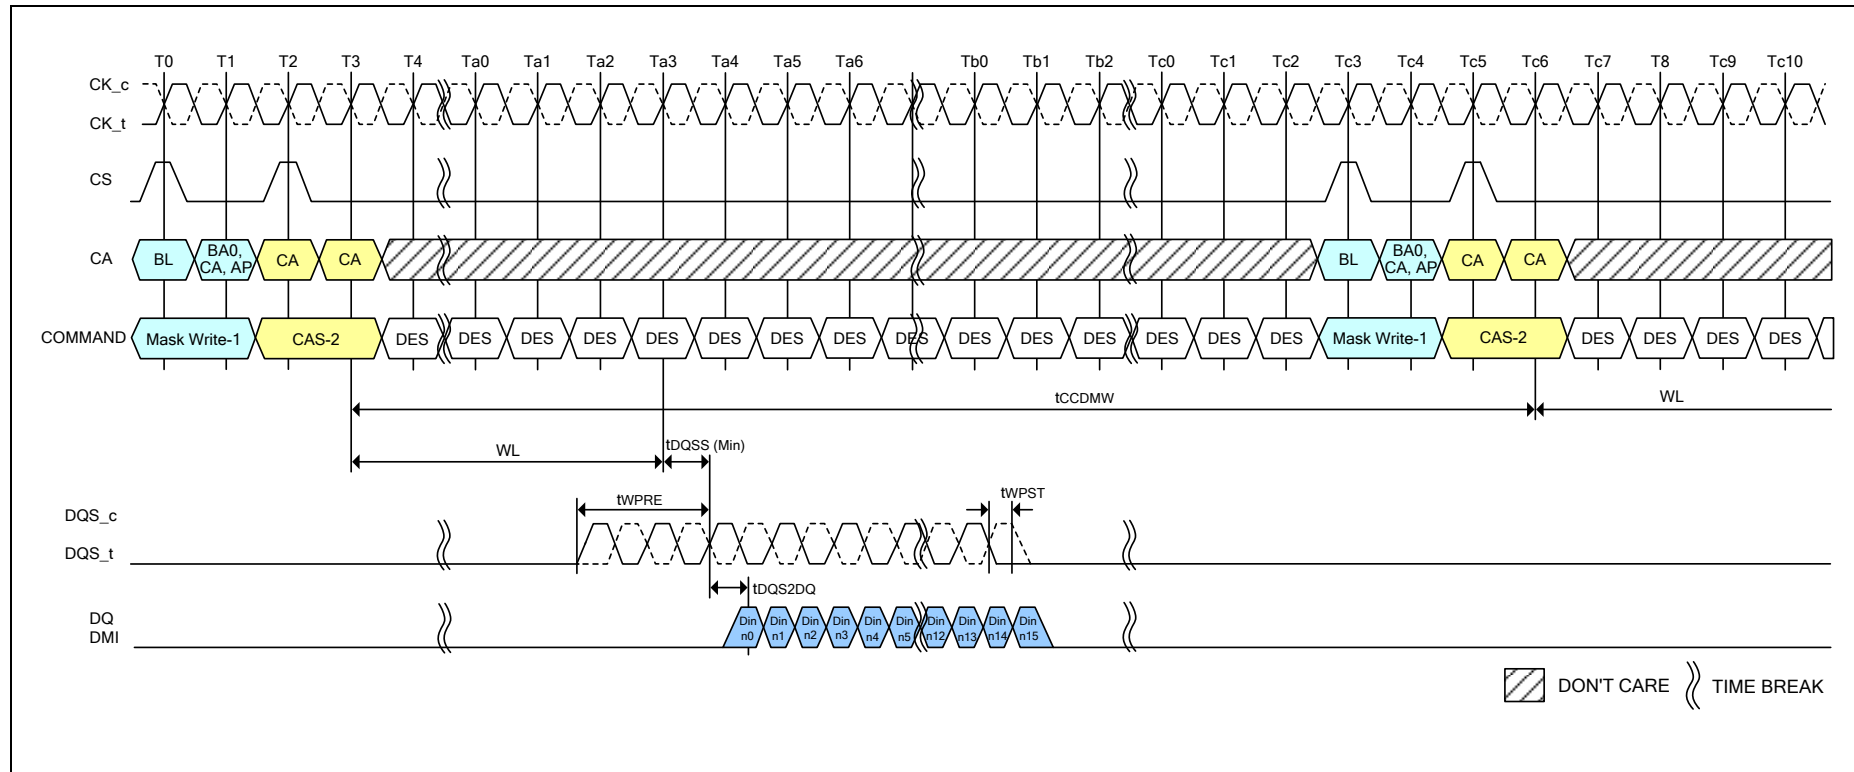 T0 T1 T2 T3 T4 Ta0 Ta1 Ta2 Ta3 Ta4 Ta5 Ta6 Tb0 Tb1 Tb2 Tc0 Tc1 Tc2 Tc3 Tc4 Tc5 Tc6 Tc7 T8 Tc9 Tc10
CK_c
CK_t
CS
CA BL BA0, CA, AP CA CA BL BA0, CA, AP CA CA
COMMAND Mask Write-1 CAS-2 DES DES DES DES DES DES DES DES DES DES DES DES DES DES DES Mask Write-1 CAS-2 DES DES DES DES
tCCDMW WL
WL tDQSS (Min)
tWPRE tWPST
DQS_c
DQS_t
tDQS2DQ
DQ
DMI
Din n0 Din n1 Din n2 Din n3 Din n4 Din n5 Din n12 Din n13 Din n14 Din n15
DON'T CARE TIME BREAK